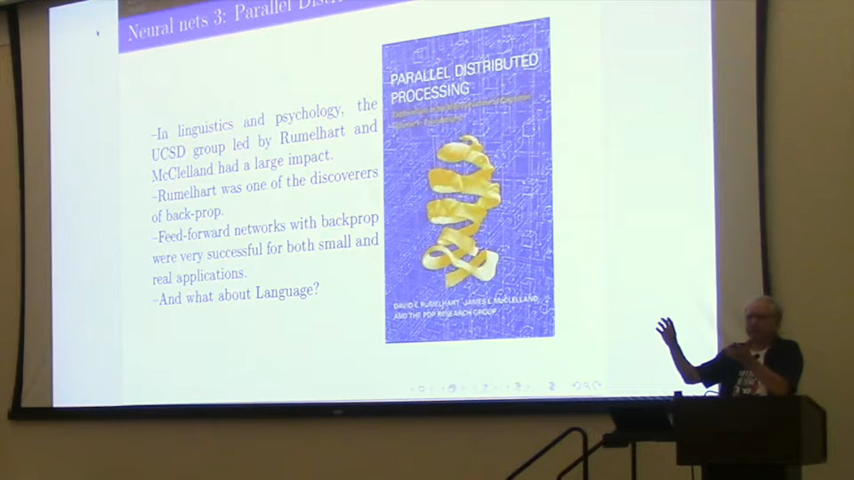 Neural nets 3: Parallel
–In linguistics and psychology, the
UCSD group led by Rumelhart and
McClelland had a large impact.
–Rumelhart was one of the discoverers
of back-prop.
–Feed-forward networks with backprop
were very successful for both small and
real applications.
–And what about Language?
PARALLEL DISTRIBUTED
PROCESSING
DAVID E. RUMELHART, JAMES L. McCLELLAND,
AND THE PDP RESEARCH GROUP